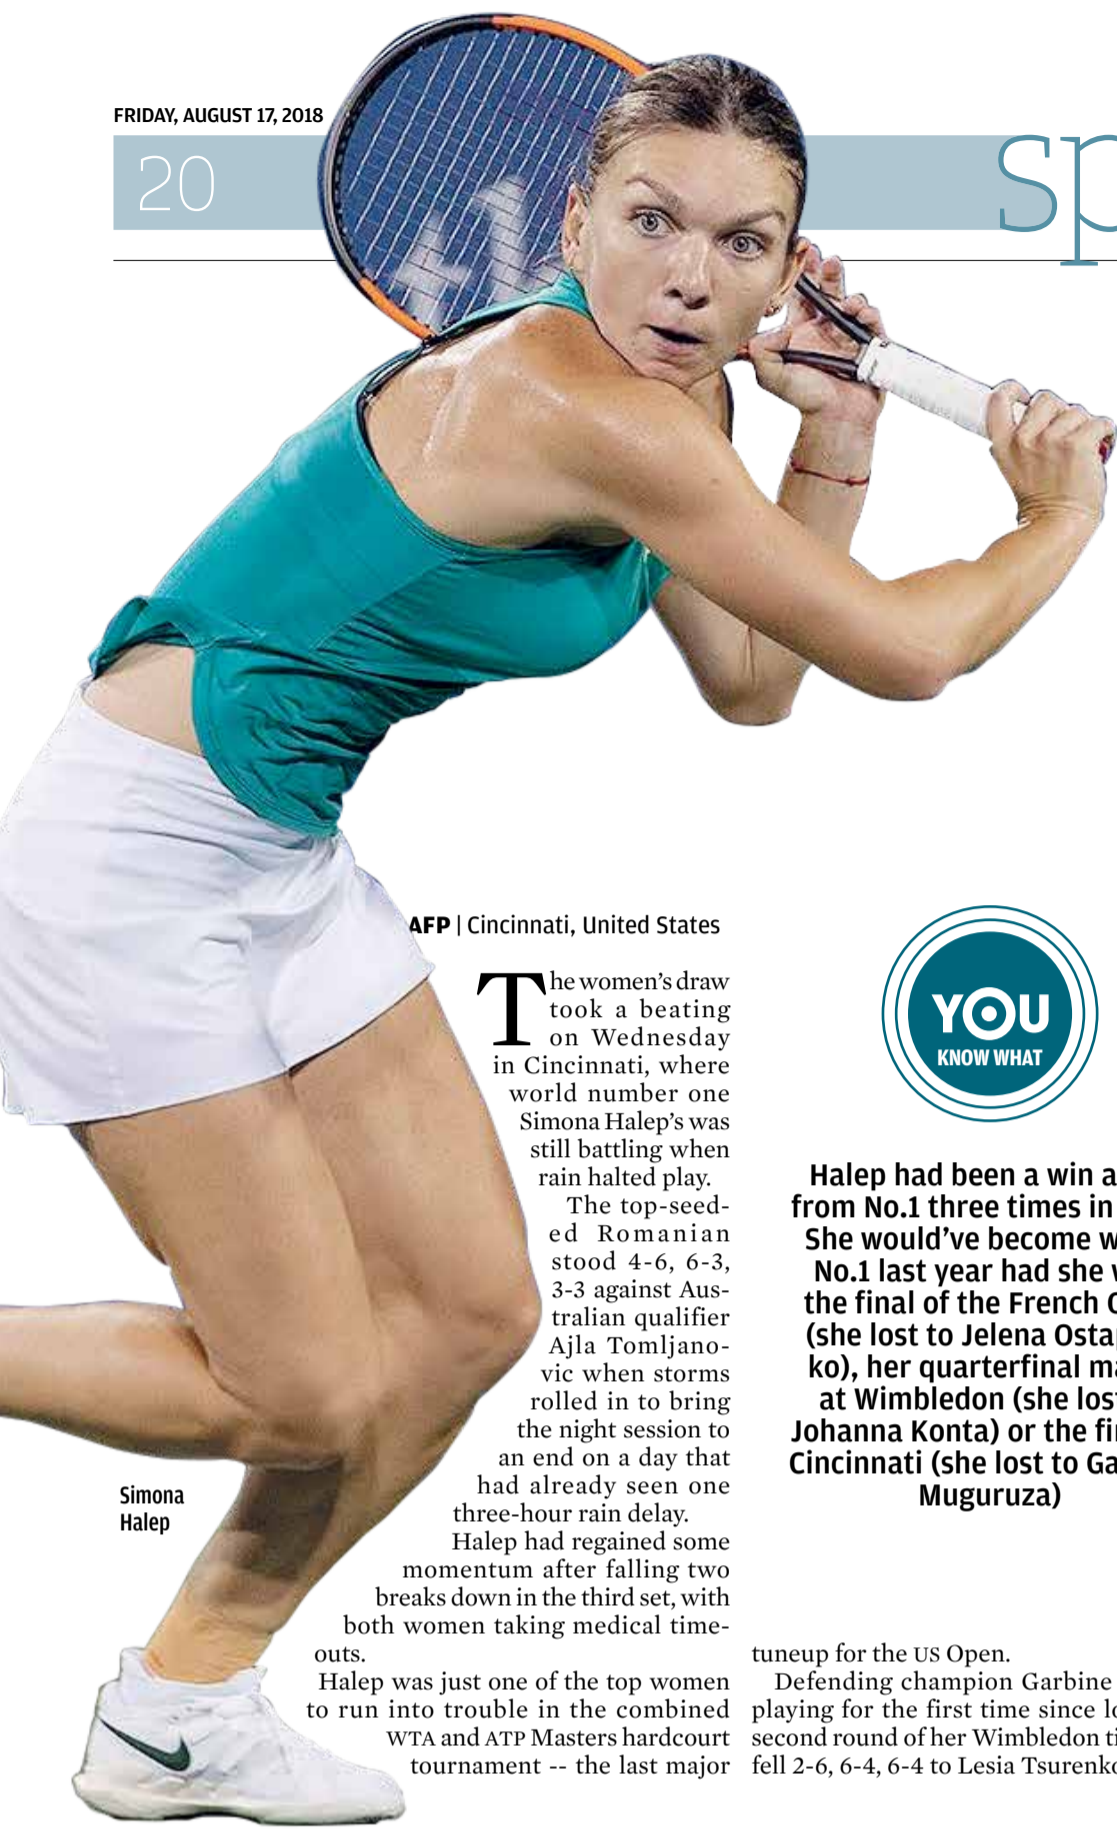 FRIDAY, AUGUST 17, 2018
20
sp
AFP | Cincinnati, United States
The women's draw
took a beating
on Wednesday
in Cincinnati, where
world number one
Simona Halep's was
still battling when
rain halted play.
The top-seed-
ed Romanian
stood 4-6, 6-3,
3-3 against Aus-
tralian qualifier
Ajla Tomljano-
vic when storms
rolled in to bring
the night session to
an end on a day that
had already seen one
three-hour rain delay.
Halep had regained some
momentum after falling two
breaks down in the third set, with
both women taking medical time-
outs.
Halep was just one of the top women
to run into trouble in the combined
WTA and ATP Masters hardcourt
tournament -- the last major
Simona
Halep
YOU
KNOW WHAT
Halep had been a win a
from No.1 three times in
She would've become w
No.1 last year had she
the final of the French
(she lost to Jelena Osta
ko), her quarterfinal ma
at Wimbledon (she los
Johanna Konta) or the fi
Cincinnati (she lost to Ga
Muguruza)
tuneup for the US Open.
Defending champion Garbine
playing for the first time since lo
second round of her Wimbledon ti
fell 2-6, 6-4, 6-4 to Lesia Tsurenko